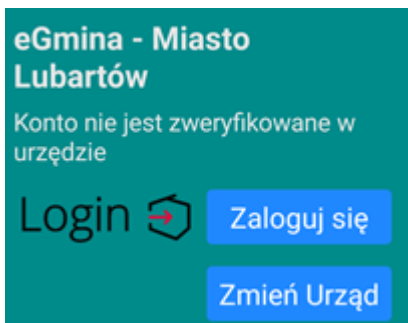 eGmina - Miasto
Lubartów
Konto nie jest zweryfikowane w
urzędzie
Login Zaloguj się
Zmień Urząd